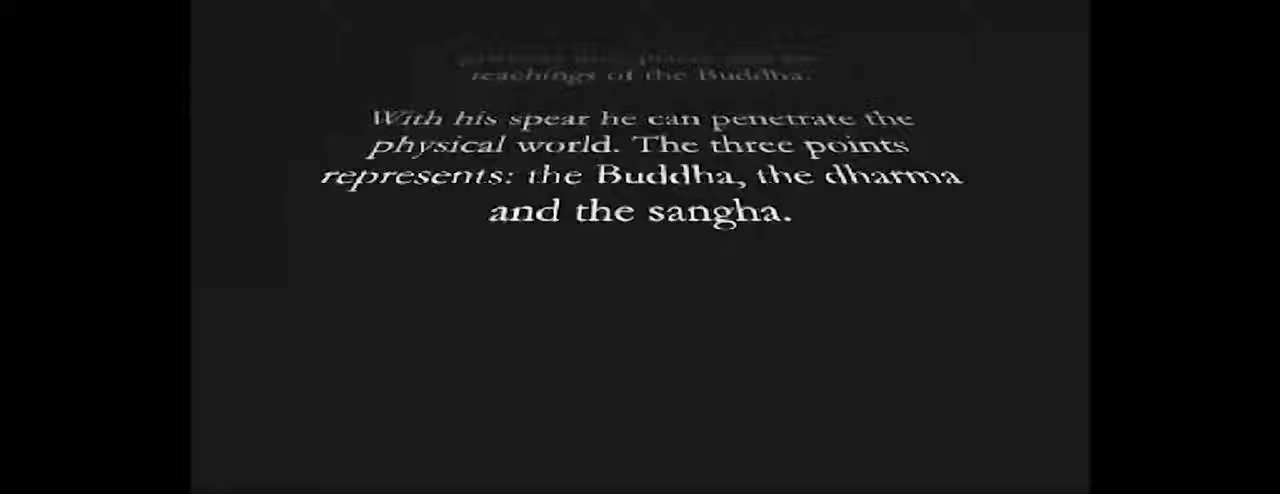 teachings of the Buddha.
With his spear he can penetrate the
physical world. The three points
represents: the Buddha, the dharma
and the sangha.